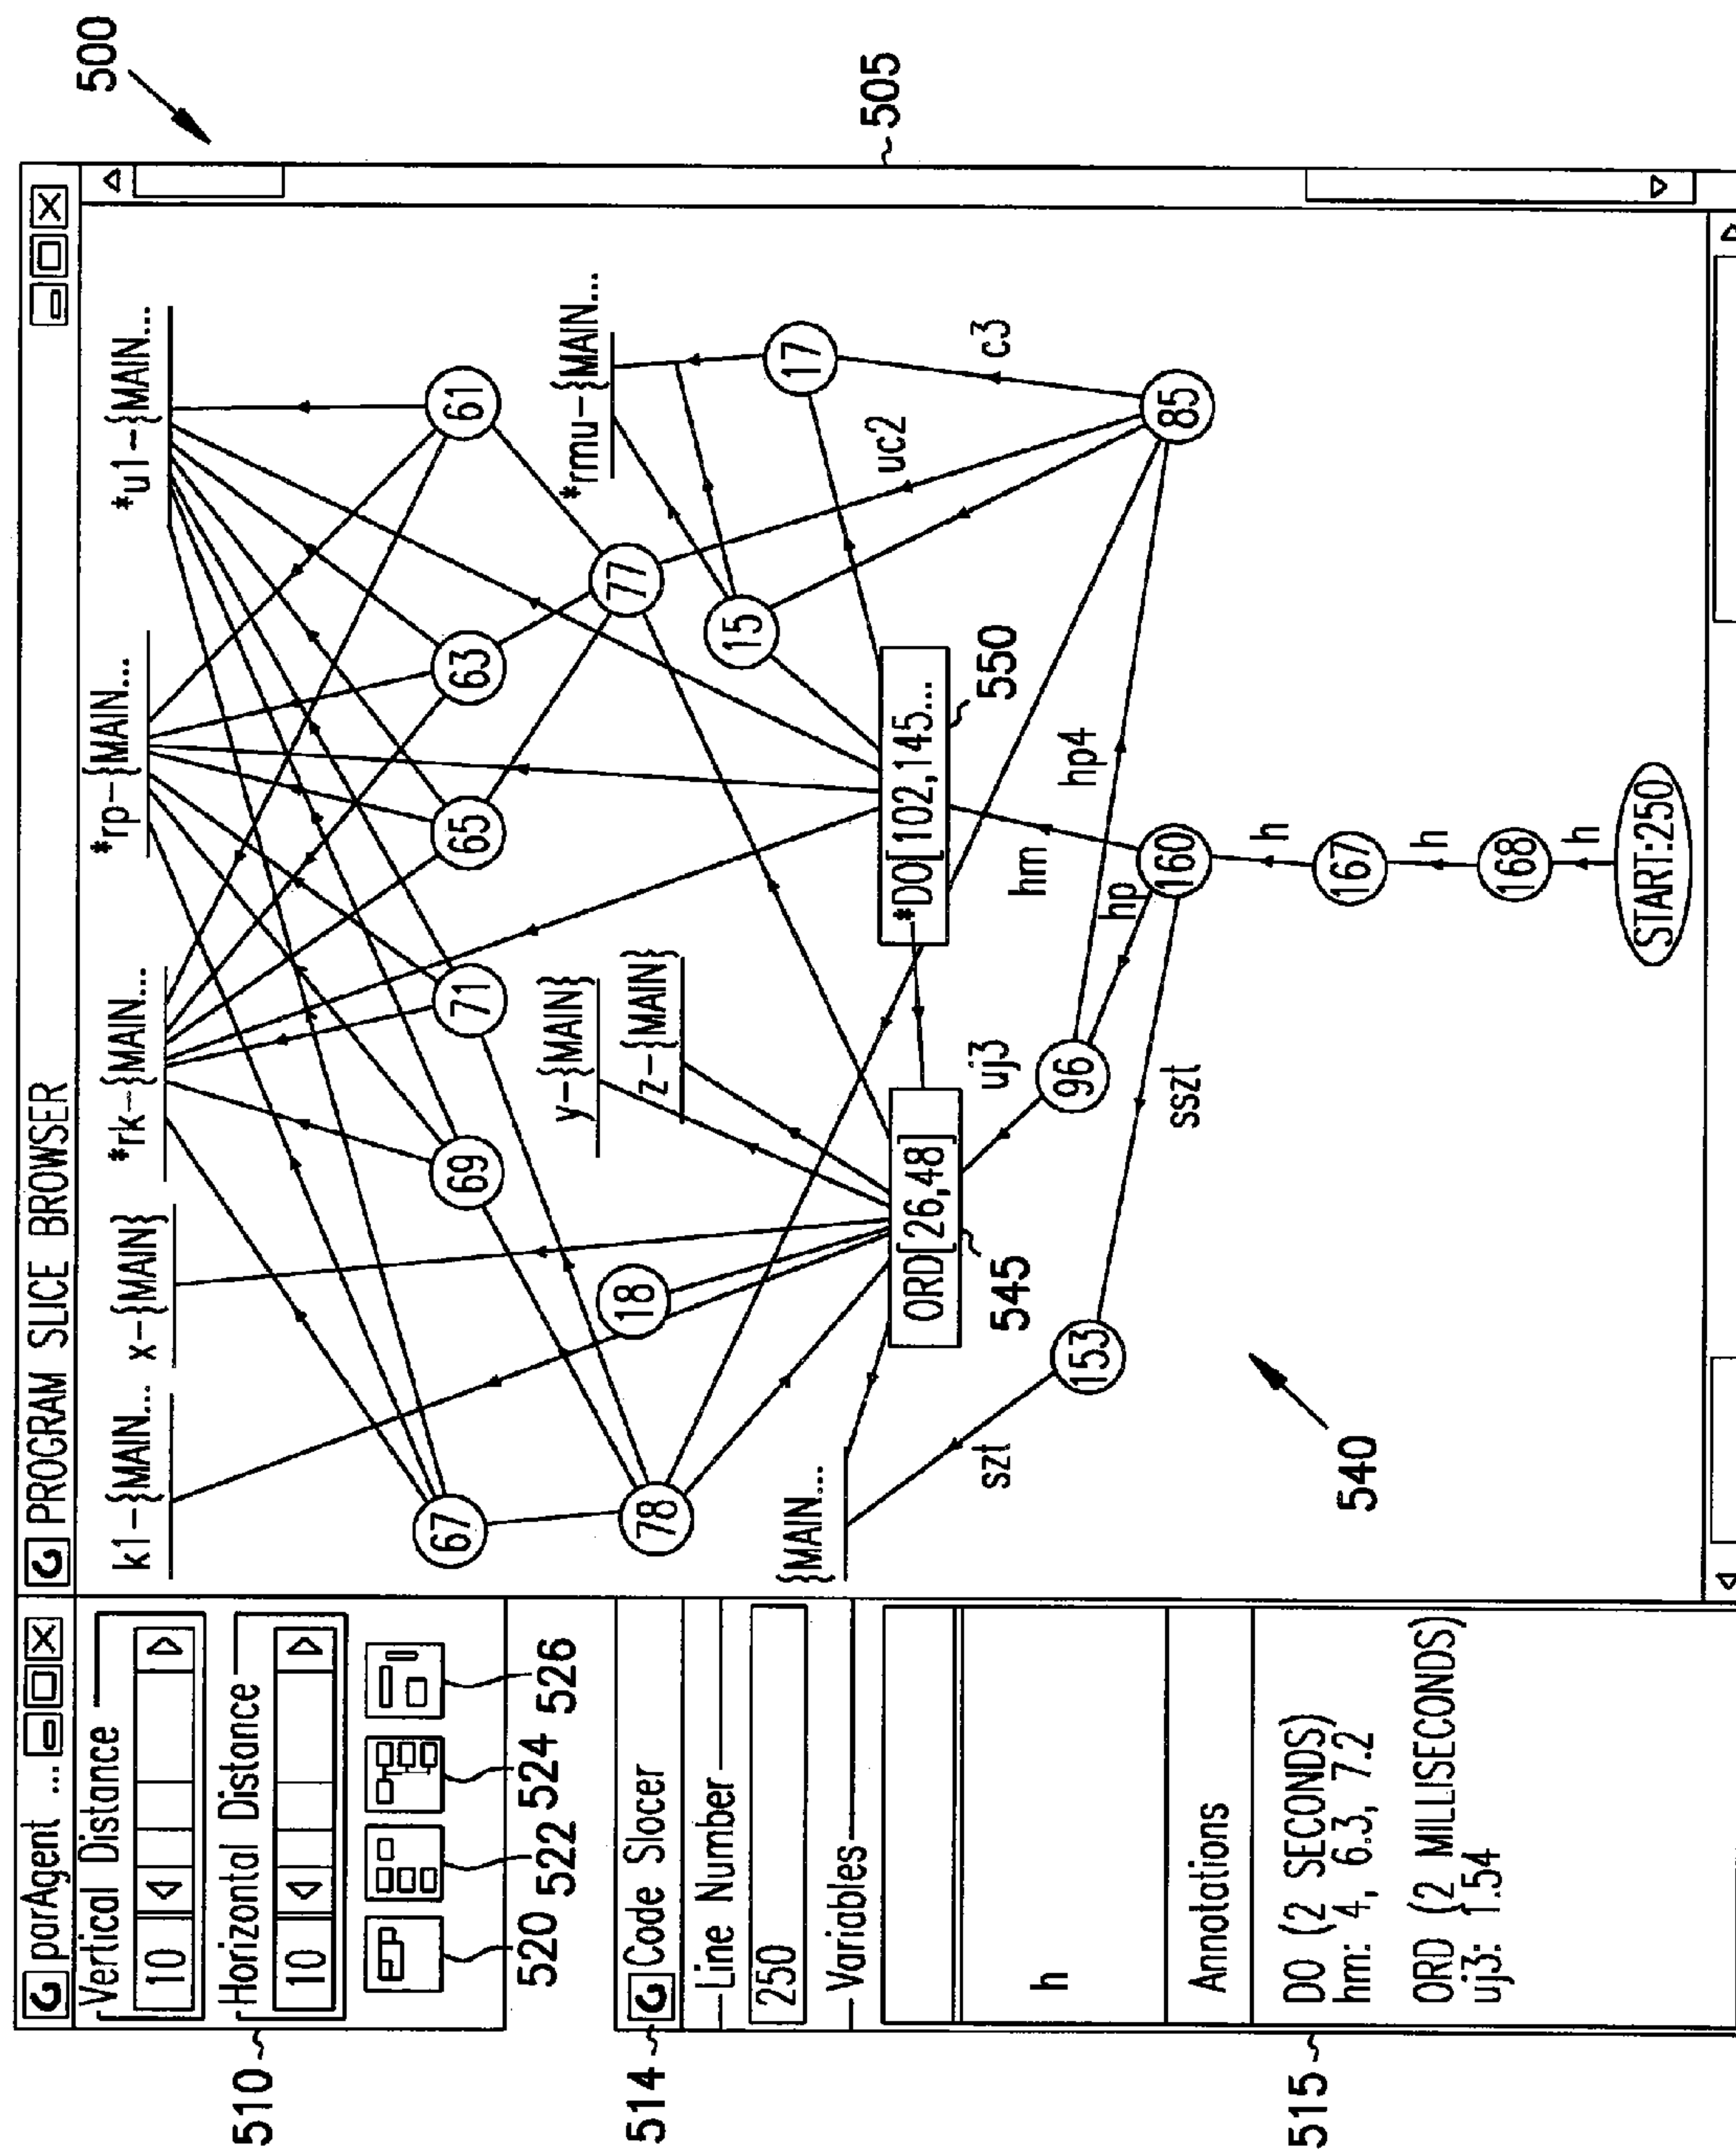 500
parAgent ...
PROGRAM SLICE BROWSER
Vertical Distance
10
Horizontal Distance
10
510
520
522
524
526
514
Code Slocer
Line Number
250
Variables
h
Annotations
DO (2 SECONDS)
hm: 4, 6.3, 7.2
ORD (2 MILLISECONDS)
uj3: 1.54
515
k1-{MAIN...
x-{MAIN}
*rk-{MAIN...
*rp-{MAIN...
*u1-{MAIN...
67
69
71
65
63
61
y-{MAIN}
z-{MAIN}
*rmu-{MAIN...
78
18
77
15
17
{MAIN...
ORD[26,48]
*DO[102,145...
545
550
uc2
c3
szt
uj3
hm
hp4
153
96
hp
160
85
sszt
h
167
h
168
h
START:250
540
505